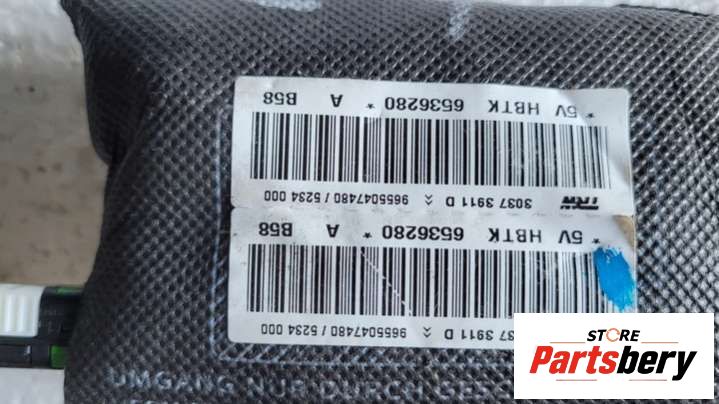 * 5V HBTK * 6536280 A B58
TRW 3037 3911 D 9655047480 / 5234 000
* 5V HBTK * 6536280 A B58
3037 3911 D 9655047480 / 5234 000
UMGANG NUR DURCH
STORE
Partsbery